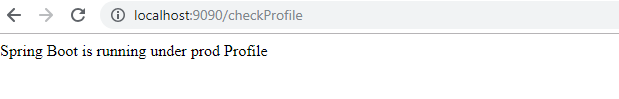 localhost:9090/checkProfile
Spring Boot is running under prod Profile